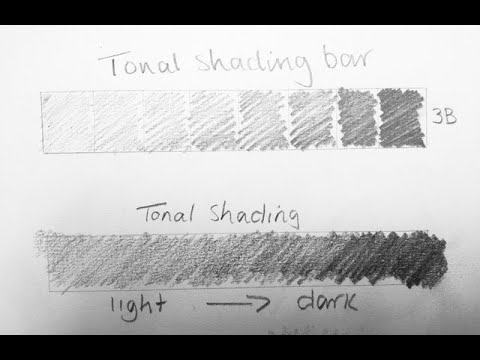 Tonal shading bar
3B
Tonal Shading
light → dark